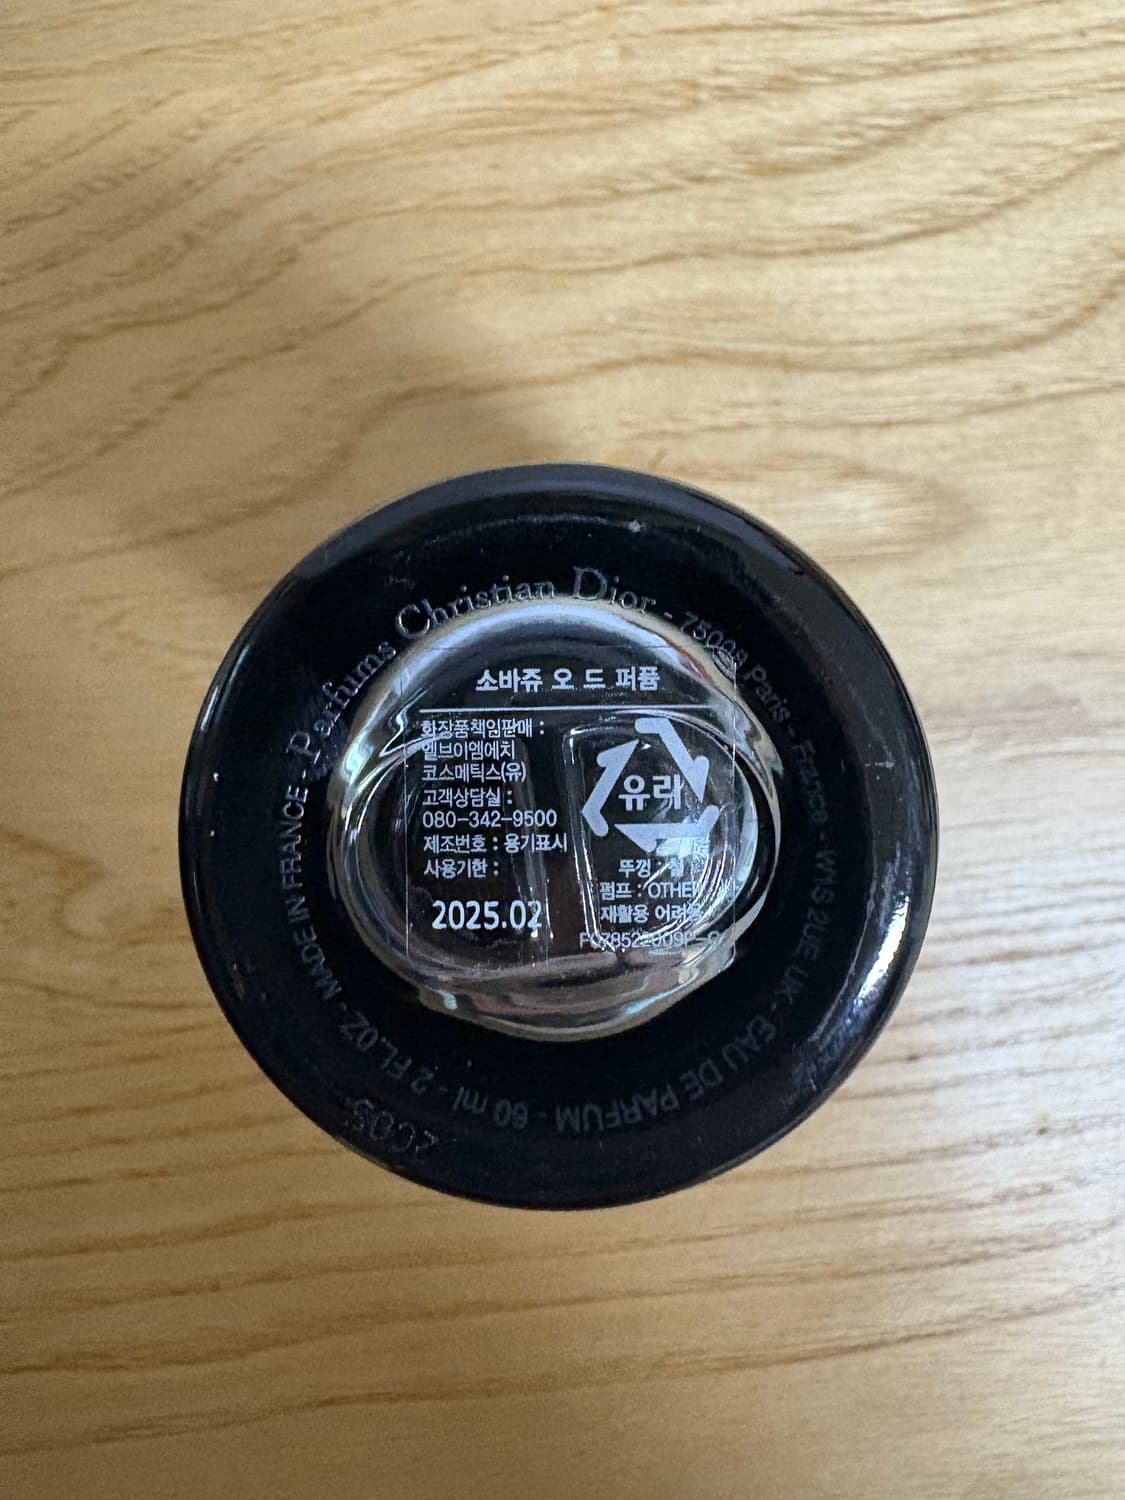 Parfums Christian Dior - 75008 Paris - France - W1S 2UE UK - EAU DE PARFUM - 60 ml - 2 FL.OZ - MADE IN FRANCE -
2C05
소바쥬 오 드 퍼퓸
화장품책임판매 :
엘브이엠에치
코스메틱스(유)
고객상담실 :
080-342-9500
제조번호 : 용기표시
사용기한 :
2025.02
유리
뚜껑 :
펌프 : OTHER
재활용 어려움